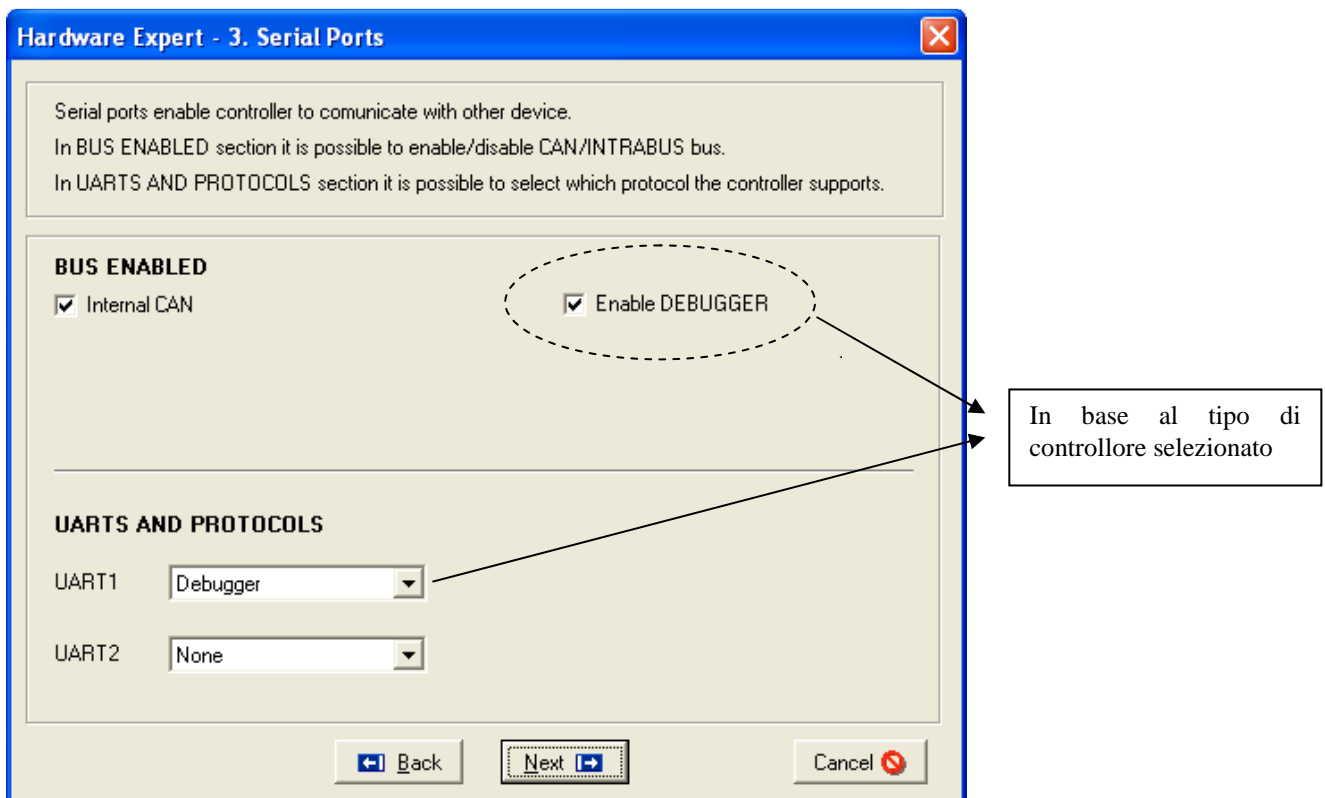 Hardware Expert - 3. Serial Ports
Serial ports enable controller to comunicate with other device.
In BUS ENABLED section it is possible to enable/disable CAN/INTRABUS bus.
In UARTS AND PROTOCOLS section it is possible to select which protocol the controller supports.
BUS ENABLED
Internal CAN
Enable DEBUGGER
In base al tipo di
controllore selezionato
UARTS AND PROTOCOLS
UART1 Debugger
UART2 None
Back Next Cancel